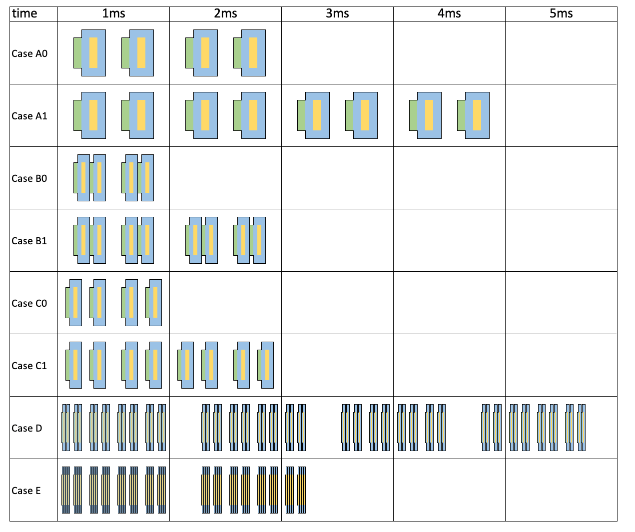 time 1ms 2ms 3ms 4ms 5ms
Case A0
Case A1
Case B0
Case B1
Case C0
Case C1
Case D
Case E